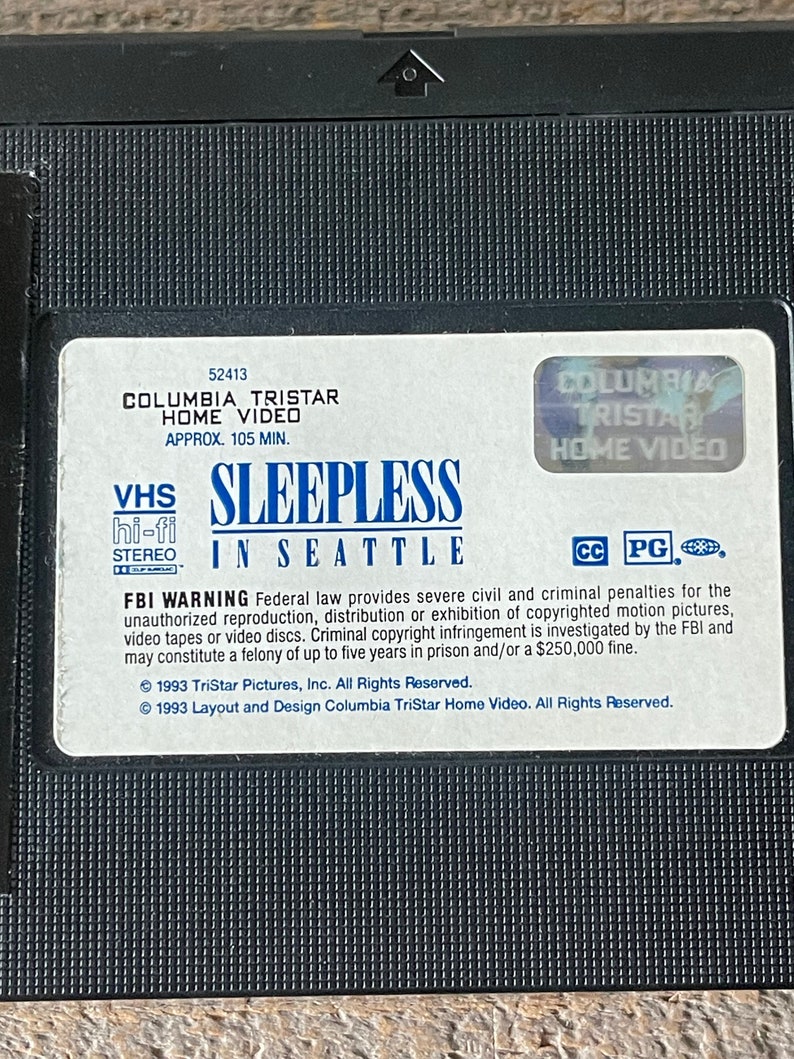 52413
COLUMBIA TRISTAR
HOME VIDEO
APPROX. 105 MIN.
COLUMBIA
TRISTAR
HOME VIDEO
VHS
hi-fi
STEREO
SLEEPLESS
IN SEATTLE
CC
PG
FBI WARNING Federal law provides severe civil and criminal penalties for the
unauthorized reproduction, distribution or exhibition of copyrighted motion pictures,
video tapes or video discs. Criminal copyright infringement is investigated by the FBI and
may constitute a felony of up to five years in prison and/or a $250,000 fine.
© 1993 TriStar Pictures, Inc. All Rights Reserved.
© 1993 Layout and Design Columbia TriStar Home Video. All Rights Reserved.